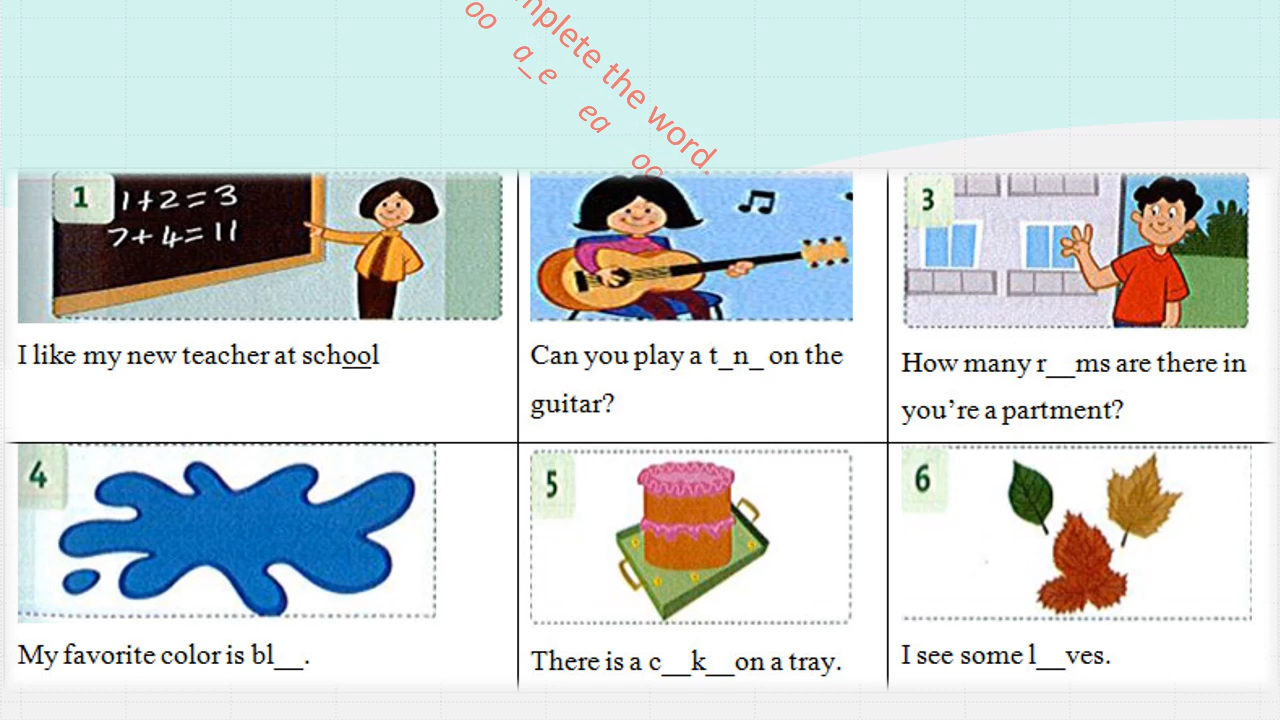 mplete the word.
oo a_e ea oo
1
1+2=3
7+4=11
3
I like my new teacher at school
Can you play a t_n_ on the
guitar?
How many r__ms are there in
you're a partment?
4
5
6
My favorite color is bl__.
There is a c__k__on a tray.
I see some l__ves.